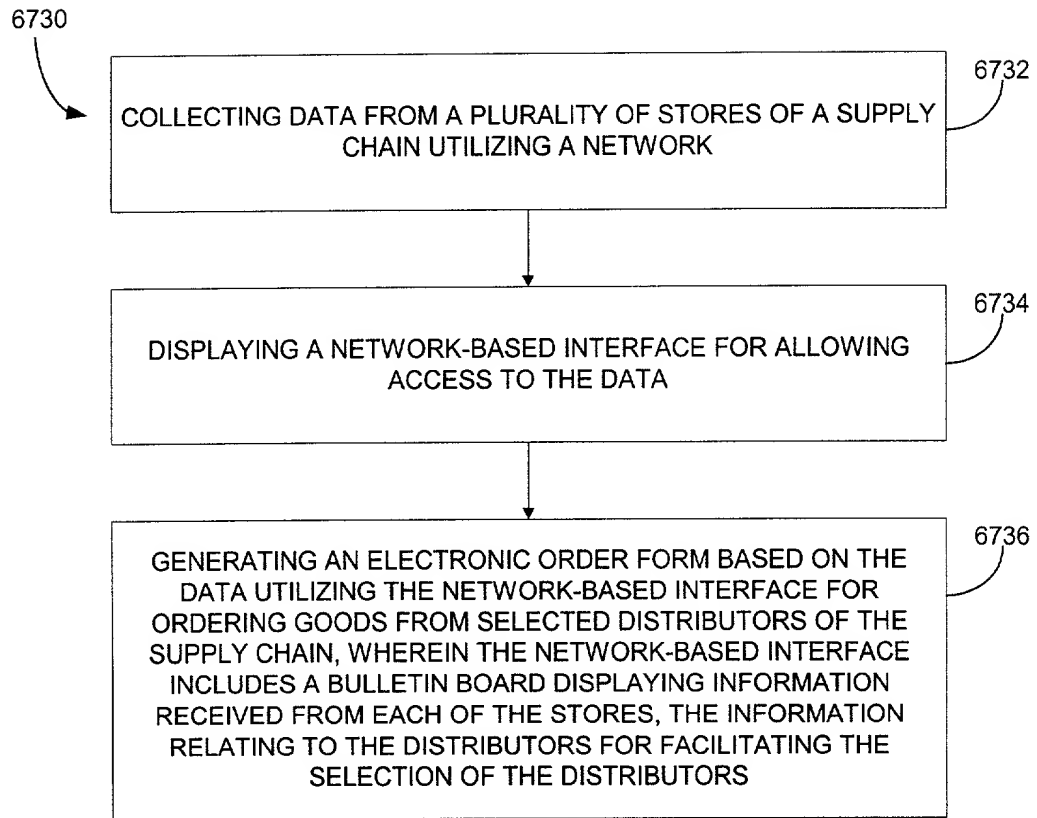 6730
6732
COLLECTING DATA FROM A PLURALITY OF STORES OF A SUPPLY
CHAIN UTILIZING A NETWORK
6734
DISPLAYING A NETWORK-BASED INTERFACE FOR ALLOWING
ACCESS TO THE DATA
6736
GENERATING AN ELECTRONIC ORDER FORM BASED ON THE
DATA UTILIZING THE NETWORK-BASED INTERFACE FOR
ORDERING GOODS FROM SELECTED DISTRIBUTORS OF THE
SUPPLY CHAIN, WHEREIN THE NETWORK-BASED INTERFACE
INCLUDES A BULLETIN BOARD DISPLAYING INFORMATION
RECEIVED FROM EACH OF THE STORES, THE INFORMATION
RELATING TO THE DISTRIBUTORS FOR FACILITATING THE
SELECTION OF THE DISTRIBUTORS